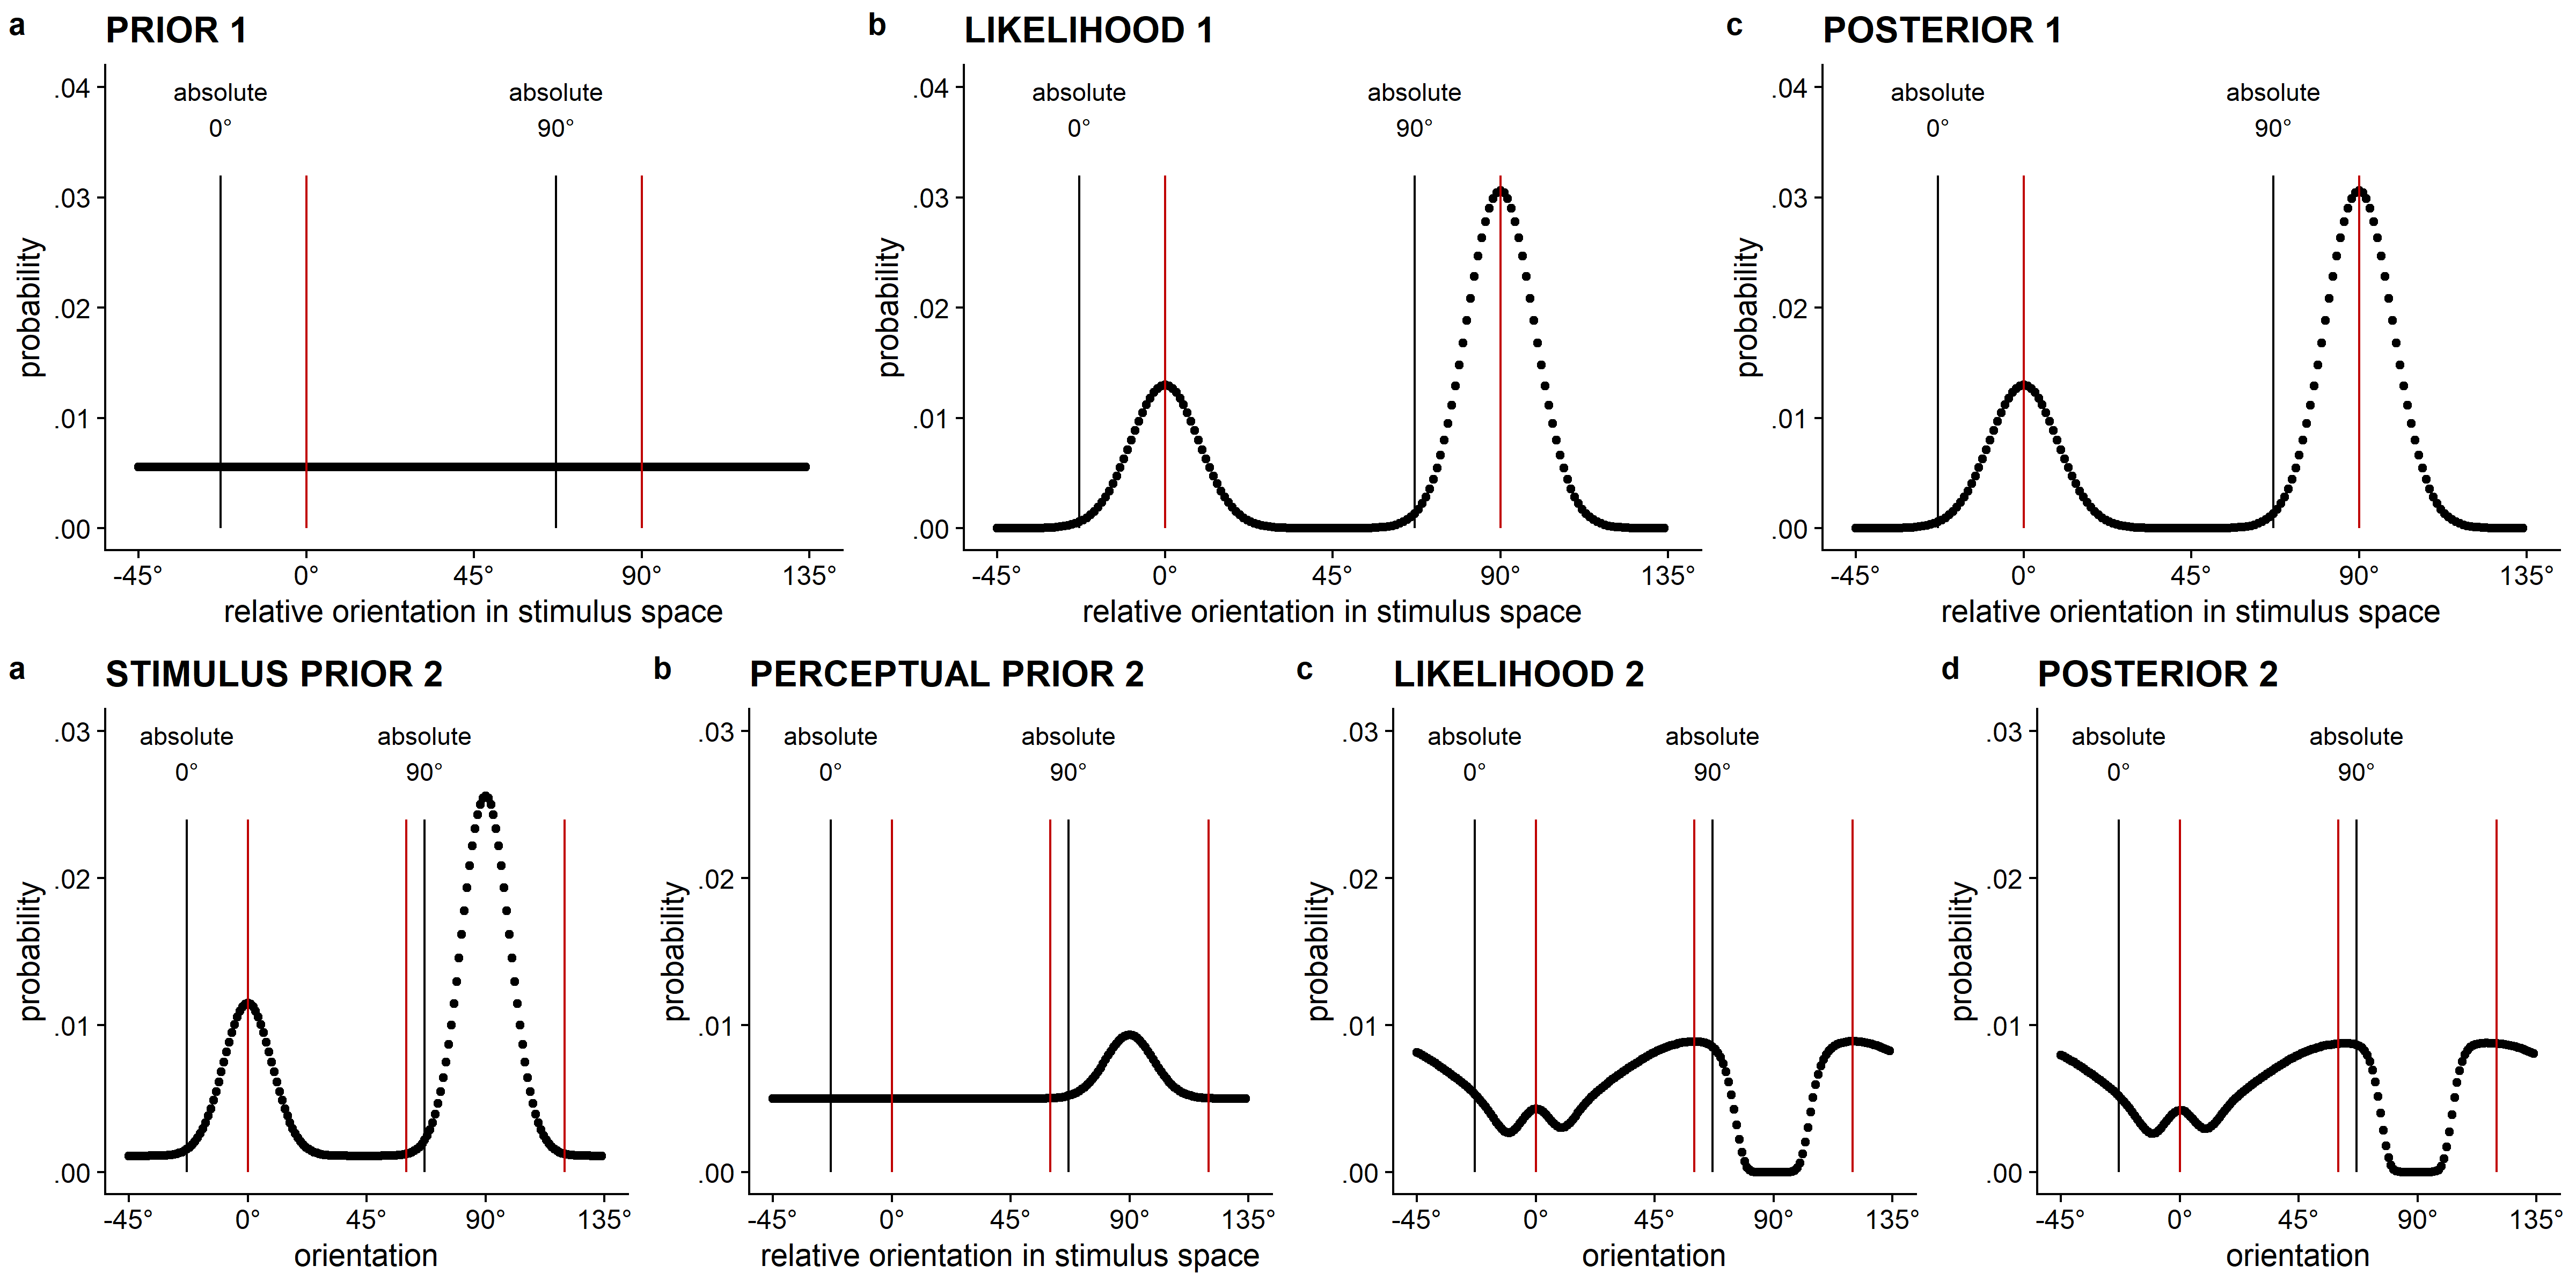 a PRIOR 1
.04
.03
.02
.01
.00
probability
absolute
0°
absolute
90°
-45° 0° 45° 90° 135°
relative orientation in stimulus space
b LIKELIHOOD 1
.04
.03
.02
.01
.00
probability
absolute
0°
absolute
90°
-45° 0° 45° 90° 135°
relative orientation in stimulus space
c POSTERIOR 1
.04
.03
.02
.01
.00
probability
absolute
0°
absolute
90°
-45° 0° 45° 90° 135°
relative orientation in stimulus space
a STIMULUS PRIOR 2
.03
.02
.01
.00
probability
absolute
0°
absolute
90°
-45° 0° 45° 90° 135°
orientation
b PERCEPTUAL PRIOR 2
.03
.02
.01
.00
probability
absolute
0°
absolute
90°
-45° 0° 45° 90° 135°
relative orientation in stimulus space
c LIKELIHOOD 2
.03
.02
.01
.00
probability
absolute
0°
absolute
90°
-45° 0° 45° 90° 135°
orientation
d POSTERIOR 2
.03
.02
.01
.00
probability
absolute
0°
absolute
90°
-45° 0° 45° 90° 135°
orientation